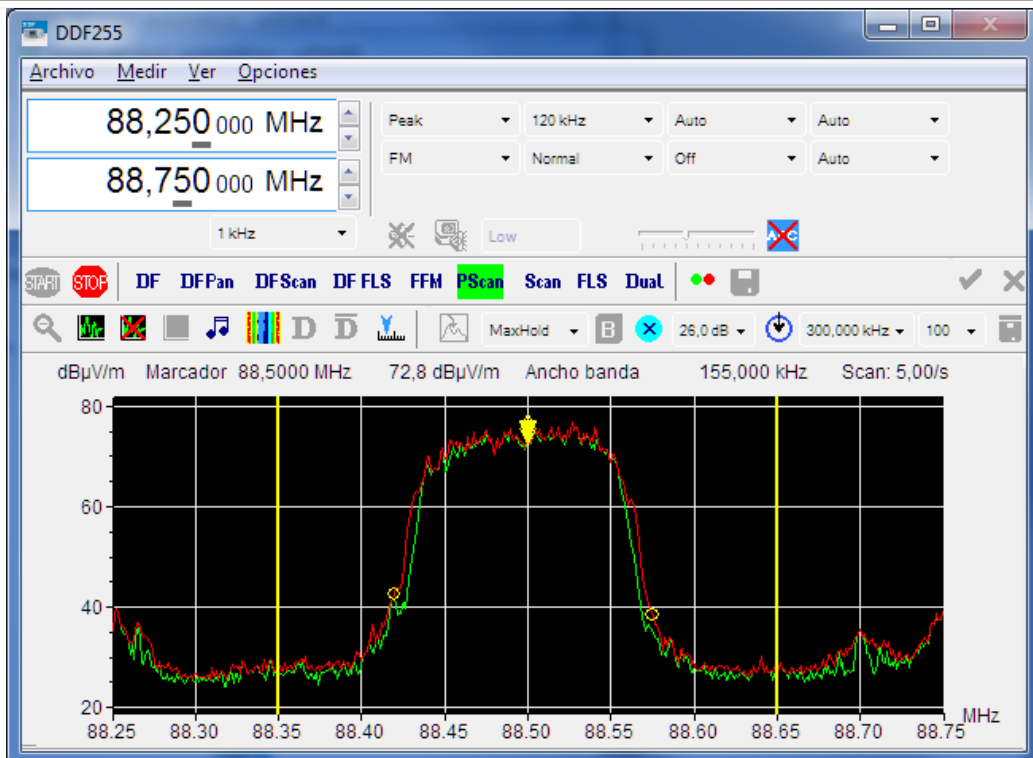 DDF255
Archivo Medir Ver Opciones
88,250 000 MHz
Peak 120 kHz Auto Auto
88,750 000 MHz
FM Normal Off Auto
1 kHz Low
START STOP DF DFPan DFScan DF FLS FFM PScan Scan FLS Dual
D D MaxHold B 26,0 dB 300,000 kHz 100
dBµV/m Marcador 88,5000 MHz 72,8 dBµV/m Ancho banda 155,000 kHz Scan: 5,00/s
80
60
40
20
88.25 88.30 88.35 88.40 88.45 88.50 88.55 88.60 88.65 88.70 88.75 MHz